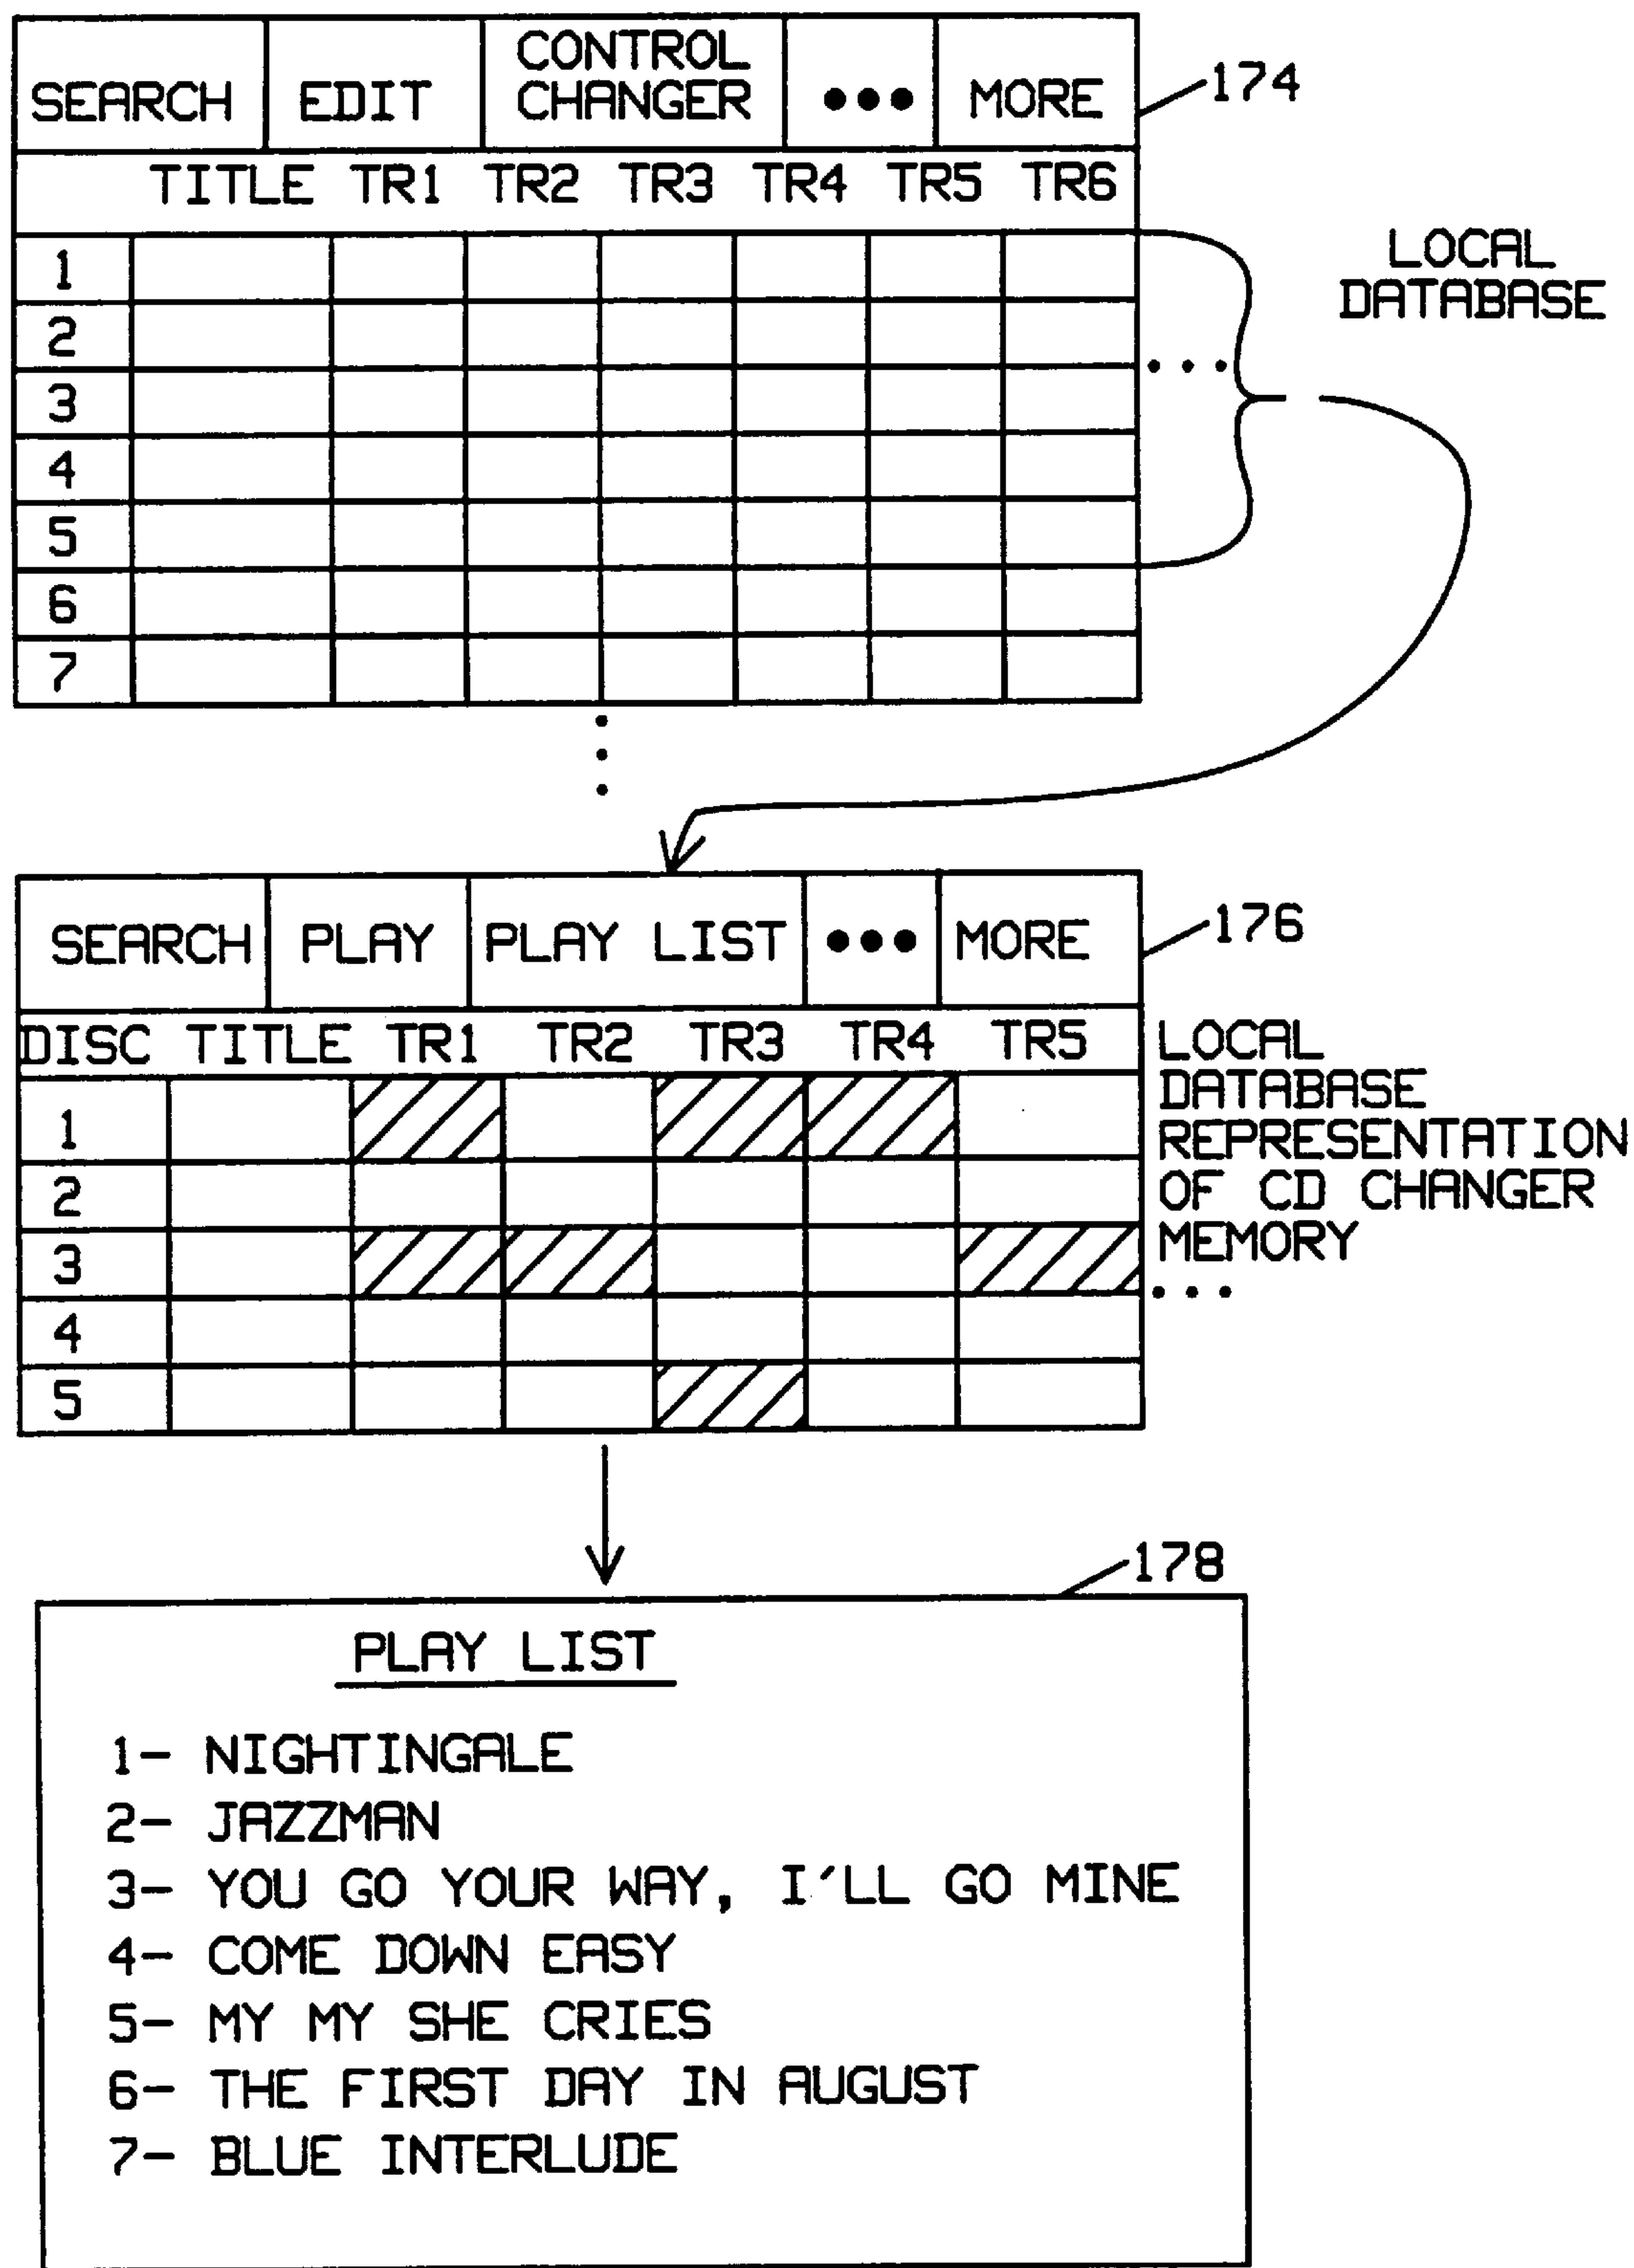 SEARCH EDIT CONTROL CHANGER ••• MORE
174
TITLE TR1 TR2 TR3 TR4 TR5 TR6
1
2
3
4
5
6
7
LOCAL
DATABASE
SEARCH PLAY PLAY LIST ••• MORE
176
DISC TITLE TR1 TR2 TR3 TR4 TR5
1
2
3
4
5
LOCAL
DATABASE
REPRESENTATION
OF CD CHANGER
MEMORY
178
PLAY LIST
1- NIGHTINGALE
2- JAZZMAN
3- YOU GO YOUR WAY, I'LL GO MINE
4- COME DOWN EASY
5- MY MY SHE CRIES
6- THE FIRST DAY IN AUGUST
7- BLUE INTERLUDE